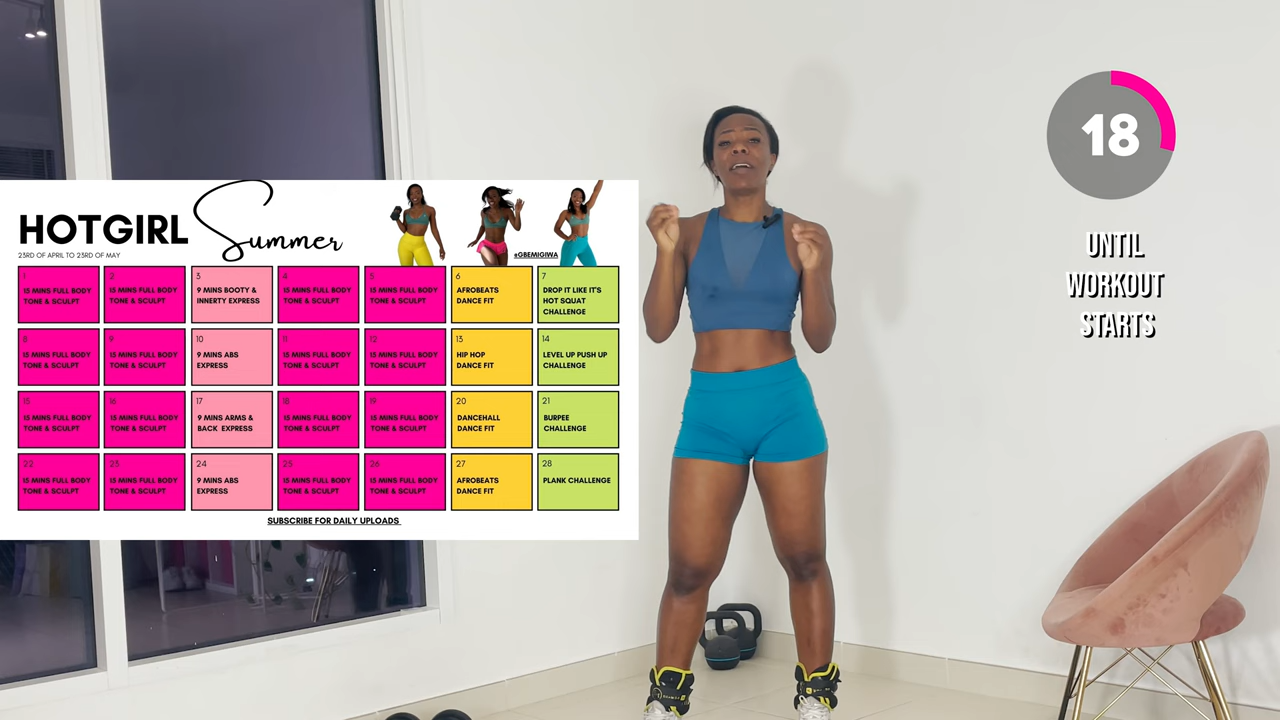 HOTGIRL Summer
23RD OF APRIL TO 23RD OF MAY
#GBEMIGIWA
1
15 MINS FULL BODY
TONE & SCULPT
2
15 MINS FULL BODY
TONE & SCULPT
3
9 MINS BOOTY &
INNERTY EXPRESS
4
15 MINS FULL BODY
TONE & SCULPT
5
15 MINS FULL BODY
TONE & SCULPT
6
AFROBEATS
DANCE FIT
7
DROP IT LIKE IT'S
HOT SQUAT
CHALLENGE
8
15 MINS FULL BODY
TONE & SCULPT
9
15 MINS FULL BODY
TONE & SCULPT
10
9 MINS ABS
EXPRESS
11
15 MINS FULL BODY
TONE & SCULPT
12
15 MINS FULL BODY
TONE & SCULPT
13
HIP HOP
DANCE FIT
14
LEVEL UP PUSH UP
CHALLENGE
15
15 MINS FULL BODY
TONE & SCULPT
16
15 MINS FULL BODY
TONE & SCULPT
17
9 MINS ARMS &
BACK EXPRESS
18
15 MINS FULL BODY
TONE & SCULPT
19
15 MINS FULL BODY
TONE & SCULPT
20
DANCEHALL
DANCE FIT
21
BURPEE
CHALLENGE
22
15 MINS FULL BODY
TONE & SCULPT
23
15 MINS FULL BODY
TONE & SCULPT
24
9 MINS ABS
EXPRESS
25
15 MINS FULL BODY
TONE & SCULPT
26
15 MINS FULL BODY
TONE & SCULPT
27
AFROBEATS
DANCE FIT
28
PLANK CHALLENGE
SUBSCRIBE FOR DAILY UPLOADS
18
UNTIL
WORKOUT
STARTS